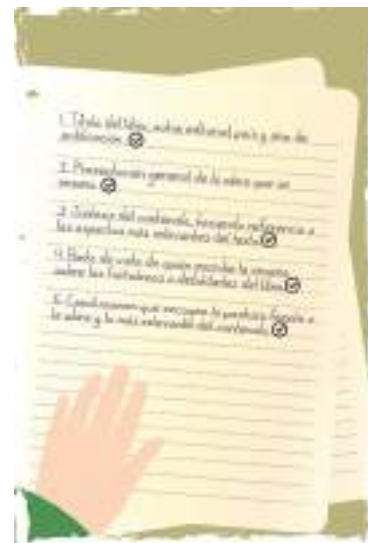 1. Título del libro, autor, editorial, país y año de
publicación.
2. Presentación general de la obra que se
reseña.
3. Síntesis del contenido, haciendo referencia a
los aspectos más relevantes del texto.
4. Punto de vista de quien escribe la reseña
sobre las fortalezas o debilidades del libro.
5. Conclusiones que recogen la postura frente a
la obra y lo más relevante del contenido.